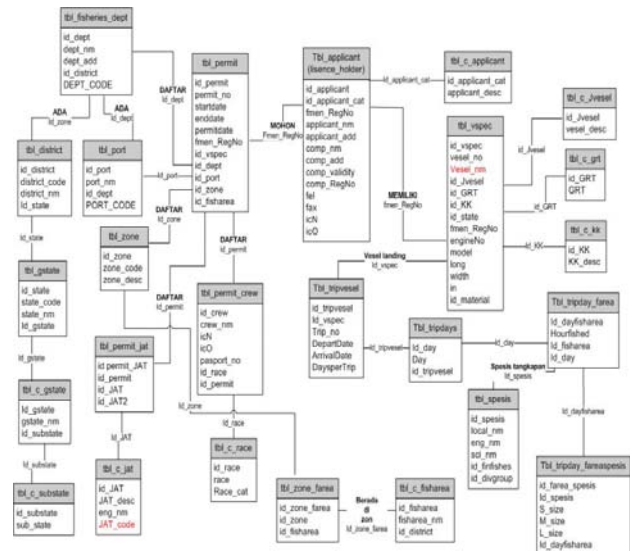 tbl_fisheries_dept
id_dept
dept_nm
dept_add
id_district
DEPT_CODE
ADA
Id_zone
ADA
Id_dept
DAFTAR
Id_dept
tbl_district
id_district
district_code
district_nm
Id_state
tbl_port
id_port
port_nm
id_dept
PORT_CODE
Id_port
tbl_permit
id_permit
permit_no
startdate
enddate
permitdate
fmen_RegNo
id_vspec
id_dept
id_port
id_zone
id_fisharea
MOHON
Fmen_RegNo
Tbl_applicant
(lisence_holder)
id_applicant
id_applicant_cat
fmen_RegNo
applicant_nm
applicant_add
comp_nm
comp_add
comp_validity
comp_RegNo
fel
fax
icN
icO
id_applicant_cat
tbl_c_applicant
id_applicant_cat
applicant_desc
MEMILIKI
fmen_RegNo
tbl_vspec
id_vspec
vesel_no
Vesel_nm
id_Jvesel
id_GRT
id_KK
id_state
fmen_RegNo
engineNo
model
long
width
in
id_material
id_Jvesel
tbl_c_Jvesel
id_Jvesel
vesel_desc
id_GRT
tbl_c_grt
id_GRT
GRT
Id_KK
tbl_c_kk
id_KK
KK_desc
Id_state
tbl_gstate
id_state
state_code
state_nm
Id_gstate
Id_gstate
tbl_c_gstate
Id_gstate
gstate_nm
id_substate
Id_substate
tbl_c_substate
id_substate
sub_state
DAFTAR
Id_zone
tbl_zone
id_zone
zone_code
zone_desc
DAFTAR
Id_permit
tbl_permit_jat
id permit_JAT
id_permit
id_JAT
id_JAT2
Id_JAT
tbl_c_jat
id_JAT
JAT_desc
eng_nm
JAT_code
DAFTAR
Id_permit
tbl_permit_crew
id_crew
crew_nm
icN
icO
pasport_no
id_race
id_permit
Id_race
tbl_c_race
id_race
race
Race_cat
Id_zone
tbl_zone_farea
id_zone_farea
id_zone
id_fisharea
Berada
di
zon
Id_zone_farea
tbl_c_fisharea
id_fisharea
fisharea_nm
id_district
Vesel landing
Id_vspec
Tbl_tripvesel
id_tripvesel
Id_vspec
Trip_no
DepartDate
ArrivalDate
DaysperTrip
id_tripvesel
Tbl_tripdays
Id_day
Day
id_tripvesel
Id_day
Tbl_tripday_farea
Id_dayfisharea
Hourfished
Id_fisharea
Id_day
Spesis tangkapan
Id_spesis
tbl_spesis
id_spesis
local_nm
eng_nm
sci_nm
id_finfishes
id_divgroup
Id_dayfisharea
Tbl_tripday_fareaspesis
id_farea_spesis
Id_spesis
S_size
M_size
L_size
Id_dayfisharea